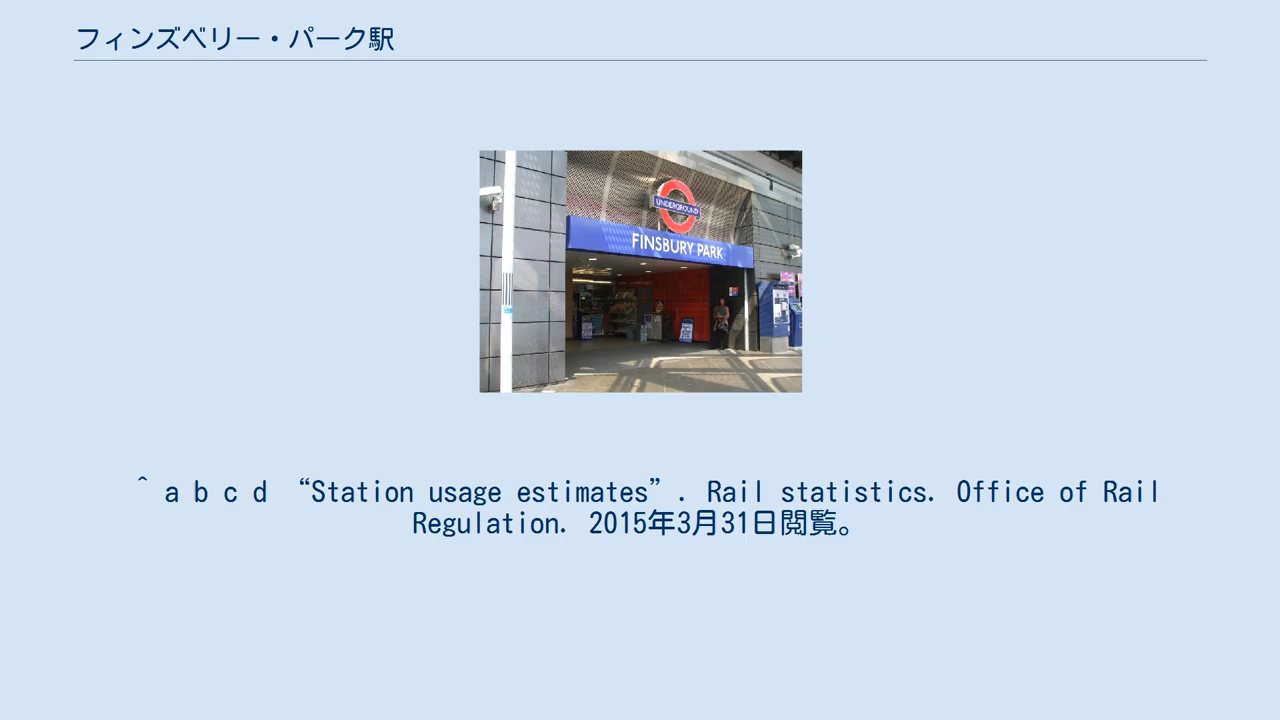 フィンズベリー・パーク駅
UNDERGROUND
FINSBURY PARK
^ a b c d “Station usage estimates”. Rail statistics. Office of Rail
Regulation. 2015年3月31日閲覧。